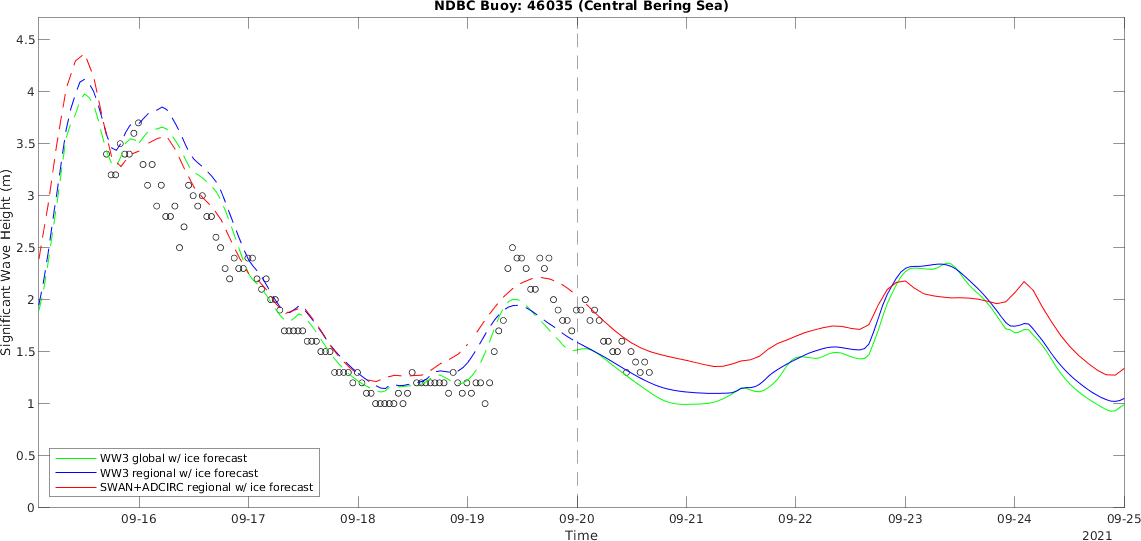 NDBC Buoy: 46035 (Central Bering Sea)
4.5
4
3.5
3
2.5
2
1.5
1
0.5
0
Significant Wave Height (m)
WW3 global w/ ice forecast
WW3 regional w/ ice forecast
SWAN+ADCIRC regional w/ ice forecast
09-16 09-17 09-18 09-19 09-20 09-21 09-22 09-23 09-24 09-25
Time
2021